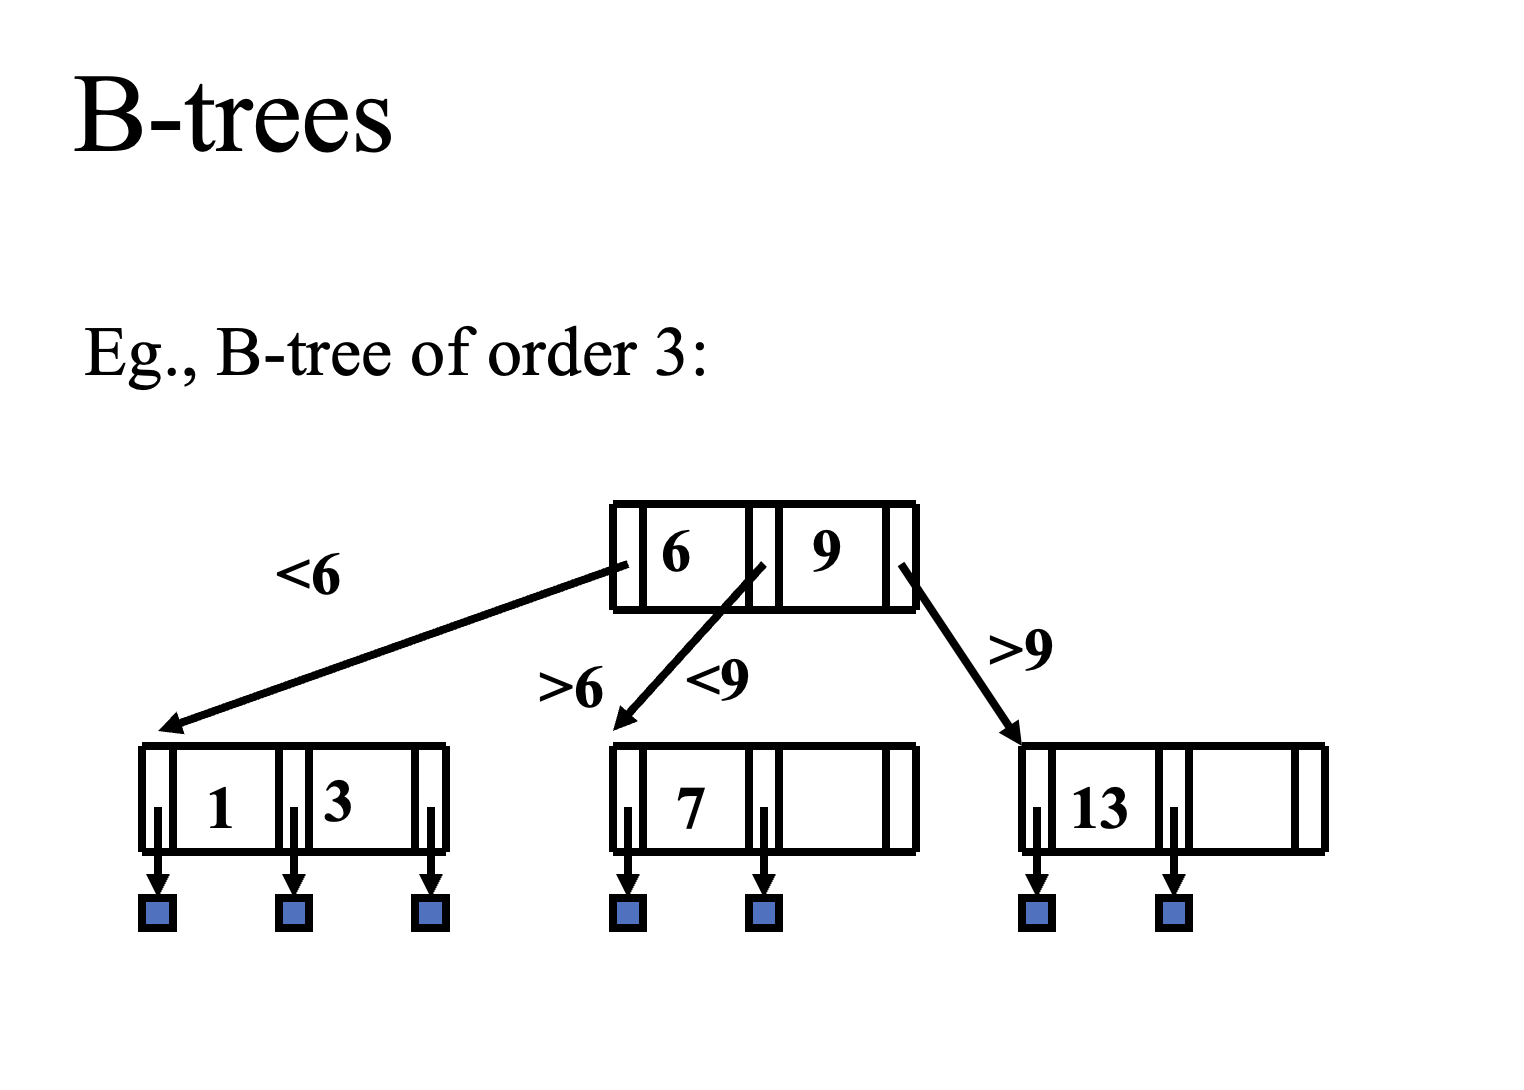 B-trees
Eg., B-tree of order 3:
6 9
<6
>9
>6 <9
1 3 7 13